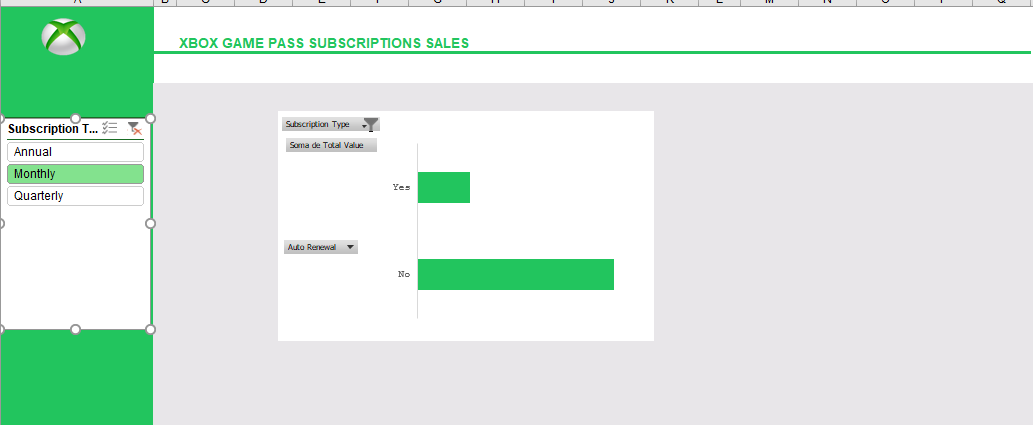 XBOX GAME PASS SUBSCRIPTIONS SALES
Subscription T...
Annual
Monthly
Quarterly
Subscription Type
Soma de Total Value
Yes
Auto Renewal
No